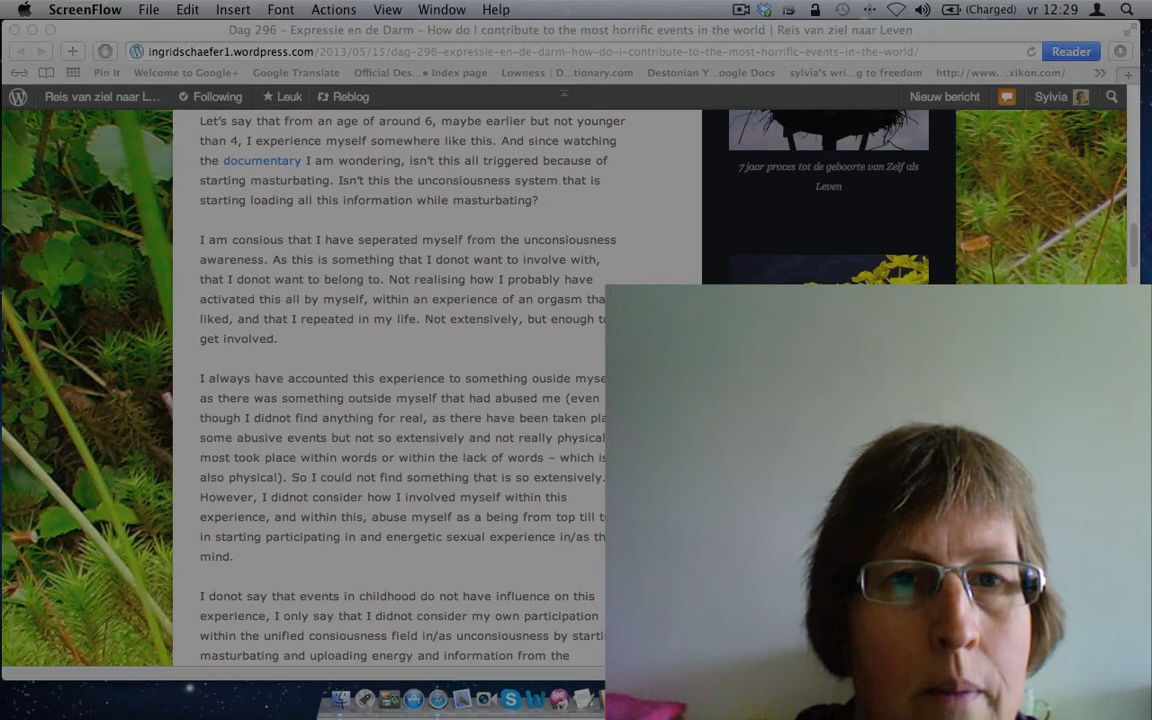 ScreenFlow File Edit Insert Font Actions View Window Help (Charged) vr 12:29
Dag 296 – Expressie en de Darm – How do I contribute to the most horrific events in the world | Reis van ziel naar Leven
ingridschaefer1.wordpress.com/2013/05/15/dag-296-expressie-en-de-darm-how-do-i-contribute-to-the-most-horrific-events-in-the-world/ Reader
Pin It Welcome to Google+ Google Translate Official Des...• Index page Lowness | D...tionary.com Destonian Y...oogle Docs sylvia's wri...g to freedom http://www....xikon.com/
Reis van ziel naar L... Following Leuk Reblog Nieuw bericht Sylvia
Let's say that from an age of around 6, maybe earlier but not younger
than 4, I experience myself somewhere like this. And since watching
the documentary I am wondering, isn't this all triggered because of
starting masturbating. Isn't this the unconsiousness system that is
starting loading all this information while masturbating?
I am consious that I have seperated myself from the unconsiousness
awareness. As this is something that I donot want to involve with,
that I donot want to belong to. Not realising how I probably have
activated this all by myself, within an experience of an orgasm tha
liked, and that I repeated in my life. Not extensively, but enough to
get involved.
I always have accounted this experience to something ouside myse
as there was something outside myself that had abused me (even
though I didnot find anything for real, as there have been taken pla
some abusive events but not so extensively and not really physical
most took place within words or within the lack of words – which is
also physical). So I could not find something that is so extensively.
However, I didnot consider how I involved myself within this
experience, and within this, abuse myself as a being from top till t
in starting participating in and energetic sexual experience in/as th
mind.
I donot say that events in childhood do not have influence on this
experience, I only say that I didnot consider my own participation
within the unified consiousness field in/as unconsiousness by starti
masturbating and uploading energy and information from the
7 jaar proces tot de geboorte van Zelf als
Leven